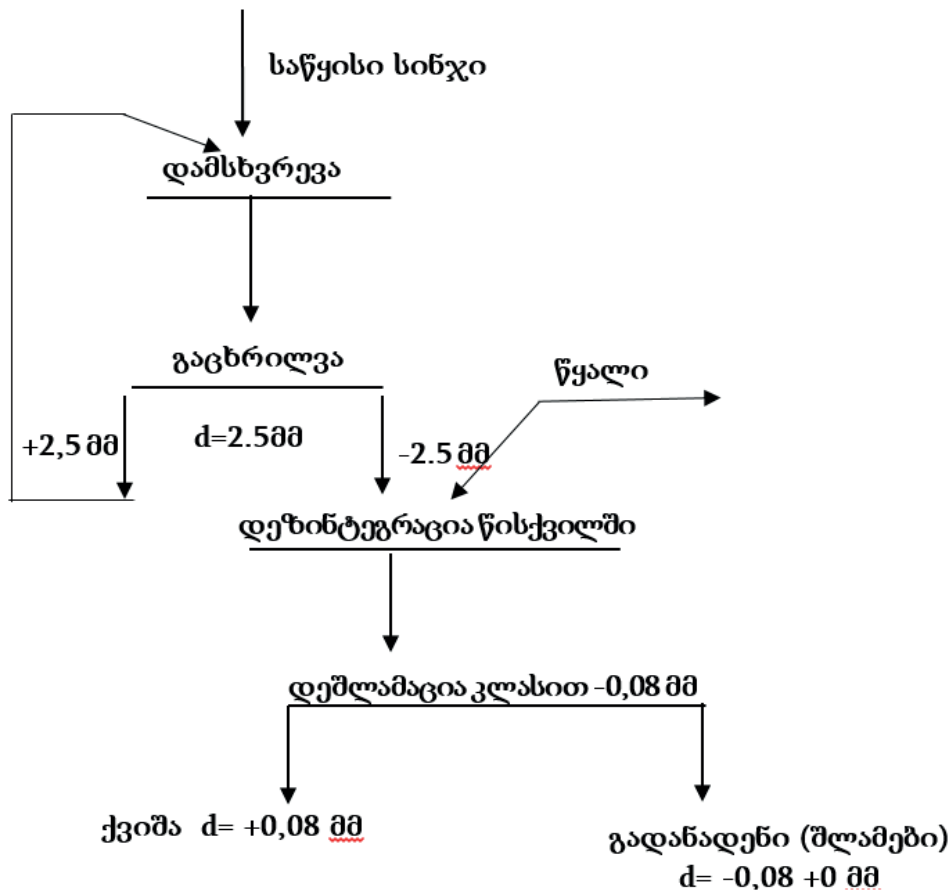 საწყისი სინჯი
დამსხვრევა
გაცხრილვა
წყალი
+2,5 მმ
d=2.5მმ
-2.5 მმ
დეზინტეგრაცია წისქვილში
დეშლამაცია კლასით -0,08 მმ
ქვიშა d= +0,08 მმ
გადანადენი (შლამები)
d= -0,08 +0 მმ